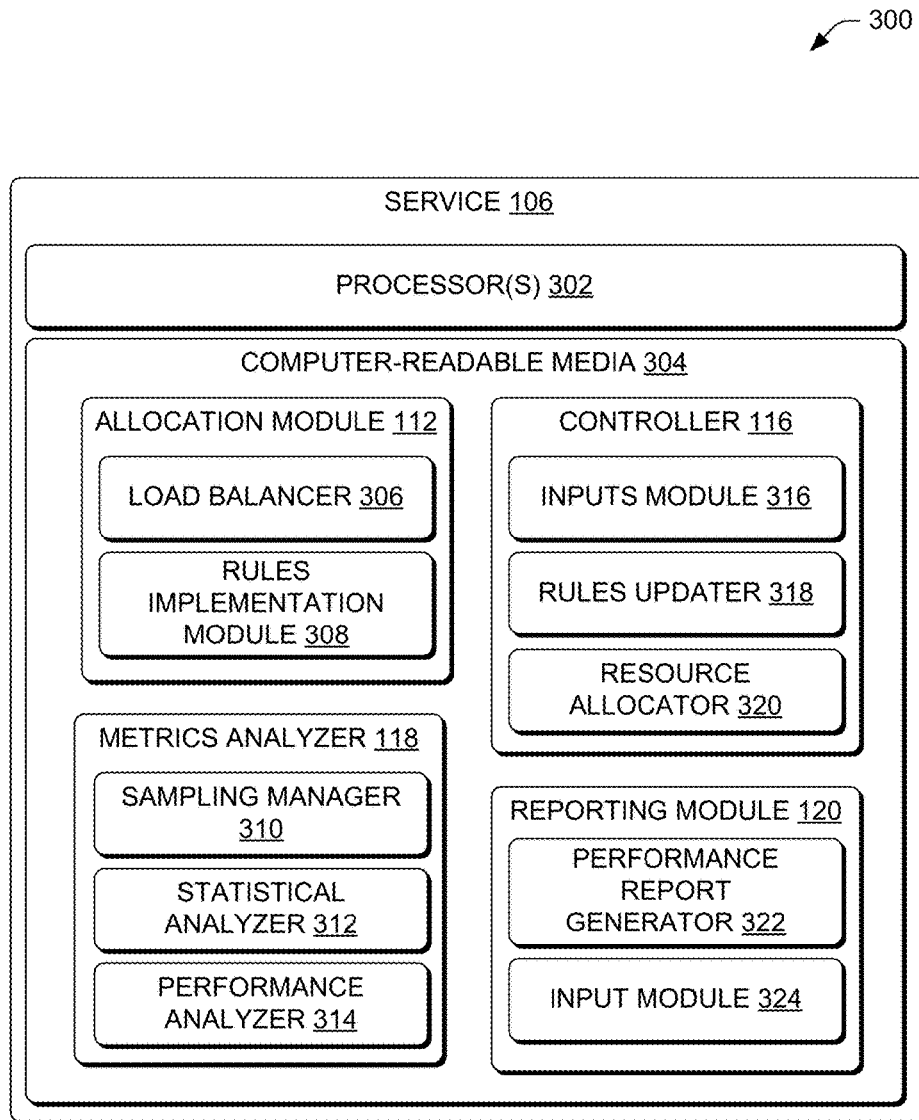 300
SERVICE 106
PROCESSOR(S) 302
COMPUTER-READABLE MEDIA 304
ALLOCATION MODULE 112
LOAD BALANCER 306
RULES
IMPLEMENTATION
MODULE 308
METRICS ANALYZER 118
SAMPLING MANAGER
310
STATISTICAL
ANALYZER 312
PERFORMANCE
ANALYZER 314
CONTROLLER 116
INPUTS MODULE 316
RULES UPDATER 318
RESOURCE
ALLOCATOR 320
REPORTING MODULE 120
PERFORMANCE
REPORT
GENERATOR 322
INPUT MODULE 324